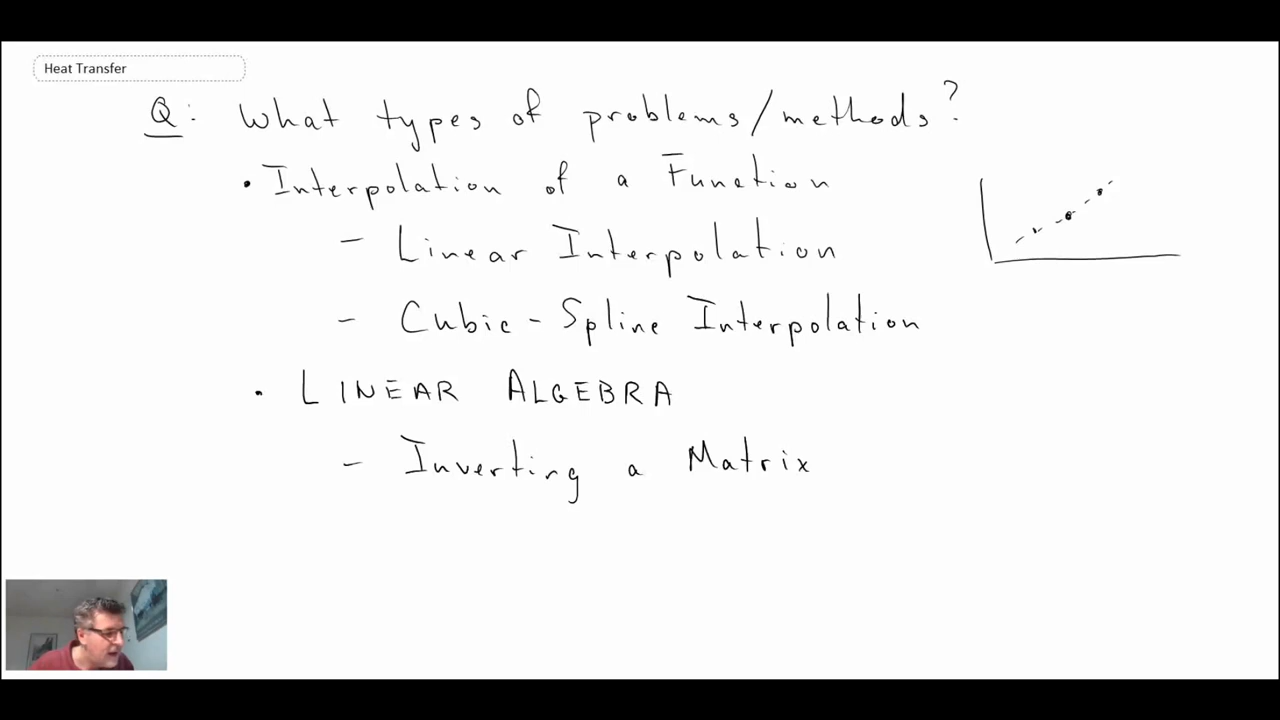 Heat Transfer
Q: What types of problems/methods?
• Interpolation of a Function
- Linear Interpolation
- Cubic-Spline Interpolation
• LINEAR ALGEBRA
- Inverting a Matrix